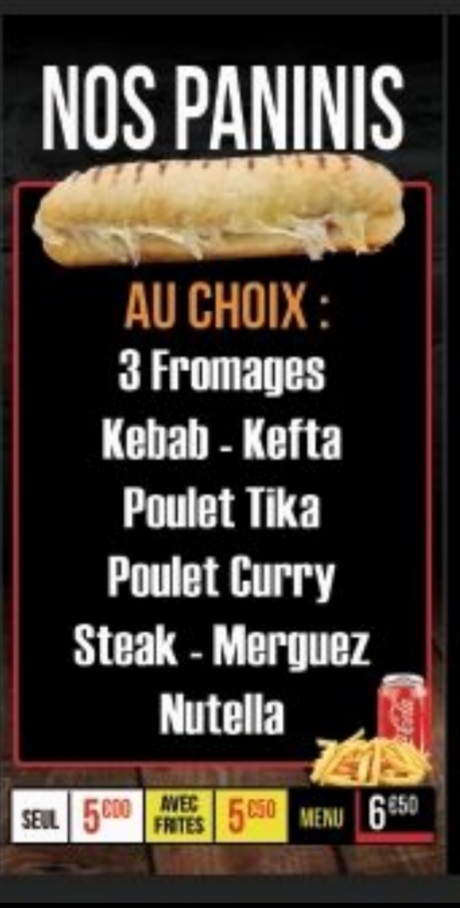 NOS PANINIS
AU CHOIX :
3 Fromages
Kebab - Kefta
Poulet Tika
Poulet Curry
Steak - Merguez
Nutella
SEUL 5€00 AVEC FRITES 5€50 MENU 6€50